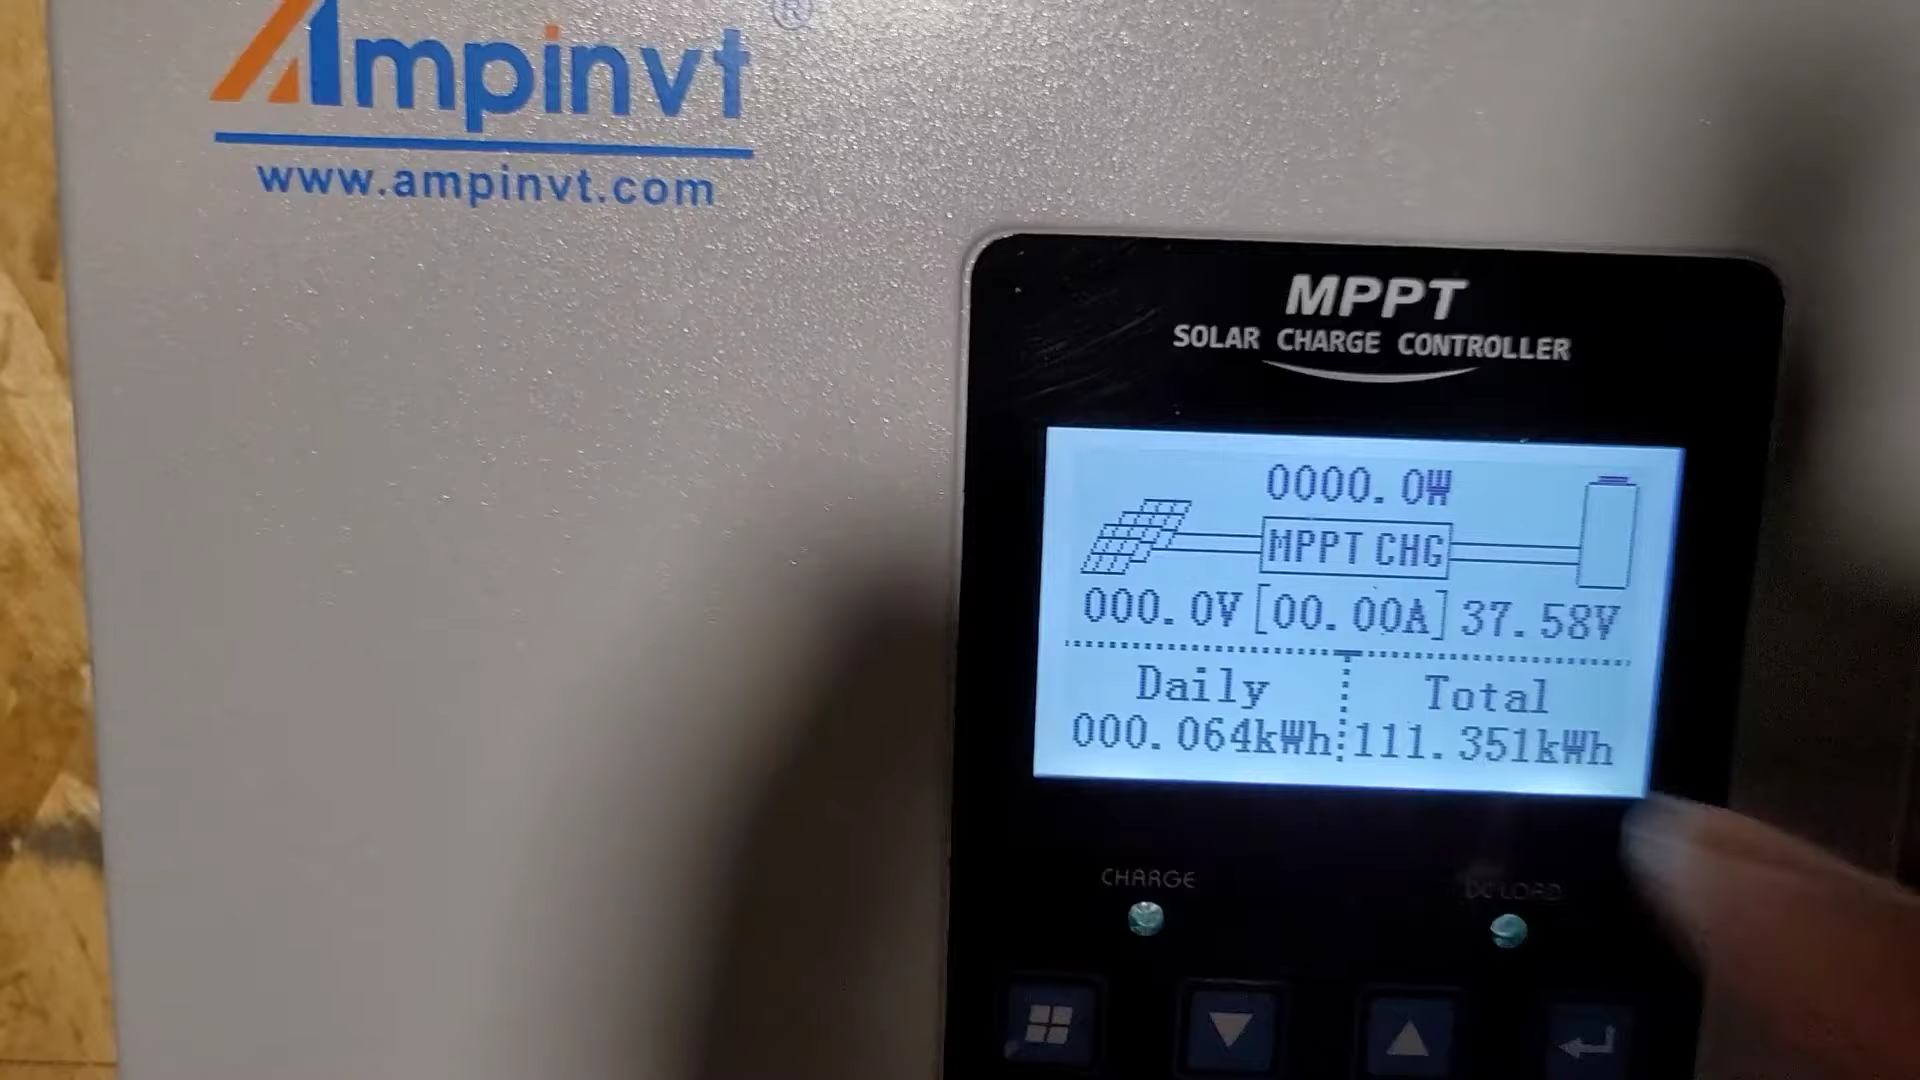 Ampinvt®
www.ampinvt.com
MPPT
SOLAR CHARGE CONTROLLER
0000.0W
MPPT CHG
000.0V [00.00A] 37.58V
Daily Total
000.064kWh 111.351kWh
CHARGE DC LOAD